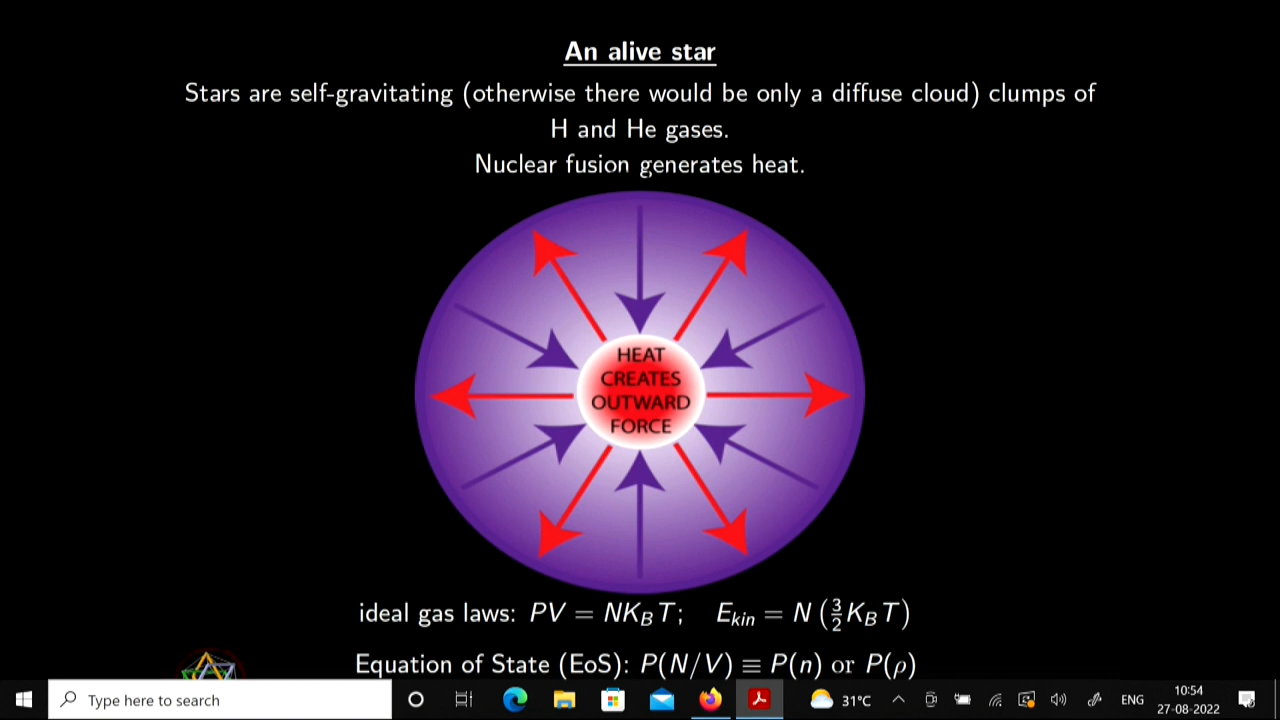 An alive star
Stars are self-gravitating (otherwise there would be only a diffuse cloud) clumps of
H and He gases.
Nuclear fusion generates heat.
HEAT
CREATES
OUTWARD
FORCE
ideal gas laws: PV = NK_B T; E_kin = N (3/2 K_B T)
Equation of State (EoS): P(N/V) ≡ P(n) or P(ρ)
Type here to search
31°C
ENG
10:54
27-08-2022